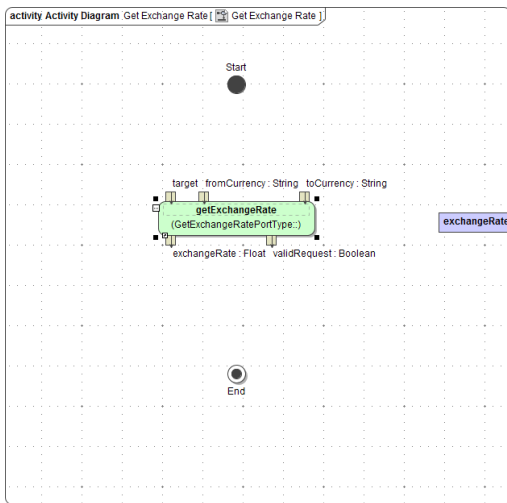 activity Activity Diagram Get Exchange Rate [ Get Exchange Rate ]
Start
target fromCurrency : String toCurrency : String
getExchangeRate
(GetExchangeRatePortType::)
exchangeRate
exchangeRate : Float validRequest : Boolean
End